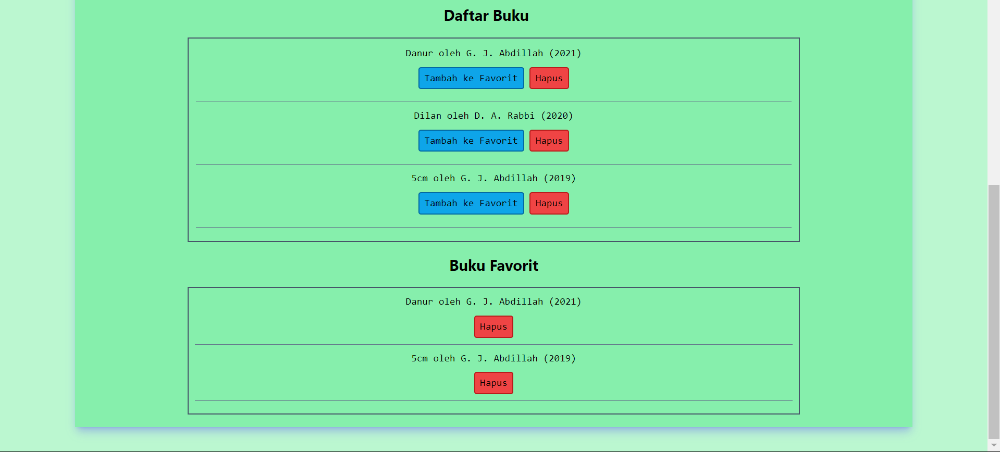 Daftar Buku
Danur oleh G. J. Abdillah (2021)
Tambah ke Favorit Hapus
Dilan oleh D. A. Rabbi (2020)
Tambah ke Favorit Hapus
5cm oleh G. J. Abdillah (2019)
Tambah ke Favorit Hapus
Buku Favorit
Danur oleh G. J. Abdillah (2021)
Hapus
5cm oleh G. J. Abdillah (2019)
Hapus